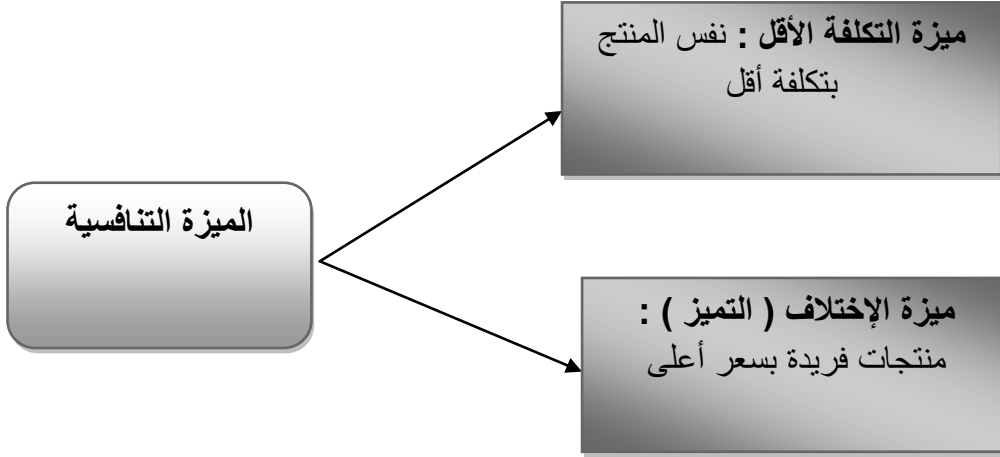 ميزة التكلفة الأقل : نفس المنتج
بتكلفة أقل
الميزة التنافسية
ميزة الإختلاف ( التميز ) :
منتجات فريدة بسعر أعلى